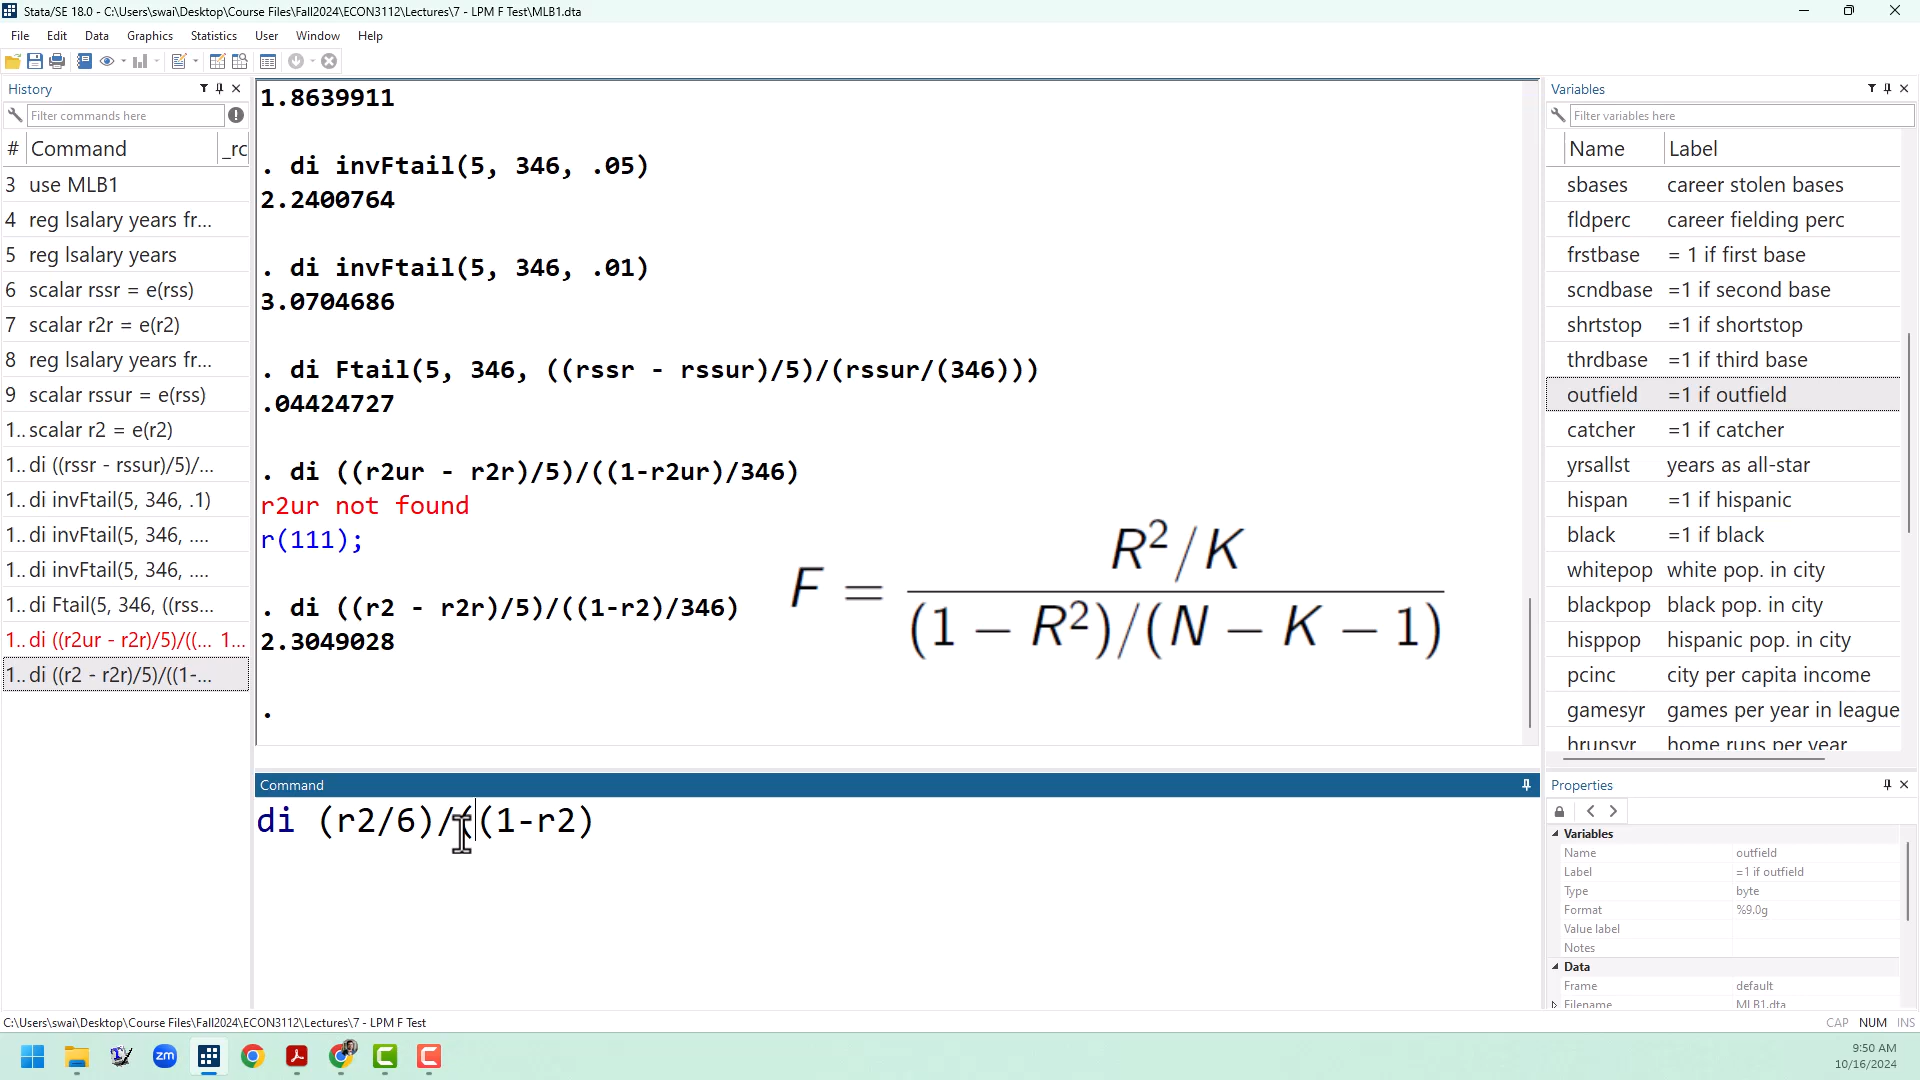 Stata/SE 18.0 - C:\Users\swai\Desktop\Course Files\Fall2024\ECON3112\Lectures\7 - LPM F Test\MLB1.dta
File Edit Data Graphics Statistics User Window Help
History
Filter commands here
# Command _rc
3 use MLB1
4 reg lsalary years fr...
5 reg lsalary years
6 scalar rssr = e(rss)
7 scalar r2r = e(r2)
8 reg lsalary years fr...
9 scalar rssur = e(rss)
1.. scalar r2 = e(r2)
1.. di ((rssr - rssur)/5)/...
1.. di invFtail(5, 346, .1)
1.. di invFtail(5, 346, ....
1.. di invFtail(5, 346, ....
1.. di Ftail(5, 346, ((rss...
1.. di ((r2ur - r2r)/5)/((... 1...
1.. di ((r2 - r2r)/5)/((1-...
1.8639911
. di invFtail(5, 346, .05)
2.2400764
. di invFtail(5, 346, .01)
3.0704686
. di Ftail(5, 346, ((rssr - rssur)/5)/(rssur/(346)))
.04424727
. di ((r2ur - r2r)/5)/((1-r2ur)/346)
r2ur not found
r(111);
. di ((r2 - r2r)/5)/((1-r2)/346)
2.3049028
.
F = R²/K / (1 − R²)/(N − K − 1)
Command
di (r2/6)/((1-r2)
Variables
Filter variables here
Name Label
sbases career stolen bases
fldperc career fielding perc
frstbase = 1 if first base
scndbase =1 if second base
shrtstop =1 if shortstop
thrdbase =1 if third base
outfield =1 if outfield
catcher =1 if catcher
yrsallst years as all-star
hispan =1 if hispanic
black =1 if black
whitepop white pop. in city
blackpop black pop. in city
hisppop hispanic pop. in city
pcinc city per capita income
gamesyr games per year in league
hrunsyr home runs per year
Properties
Variables
Name outfield
Label =1 if outfield
Type byte
Format %9.0g
Value label
Notes
Data
Frame default
Filename MLB1.dta
C:\Users\swai\Desktop\Course Files\Fall2024\ECON3112\Lectures\7 - LPM F Test
CAP NUM INS
zm
9:50 AM
10/16/2024